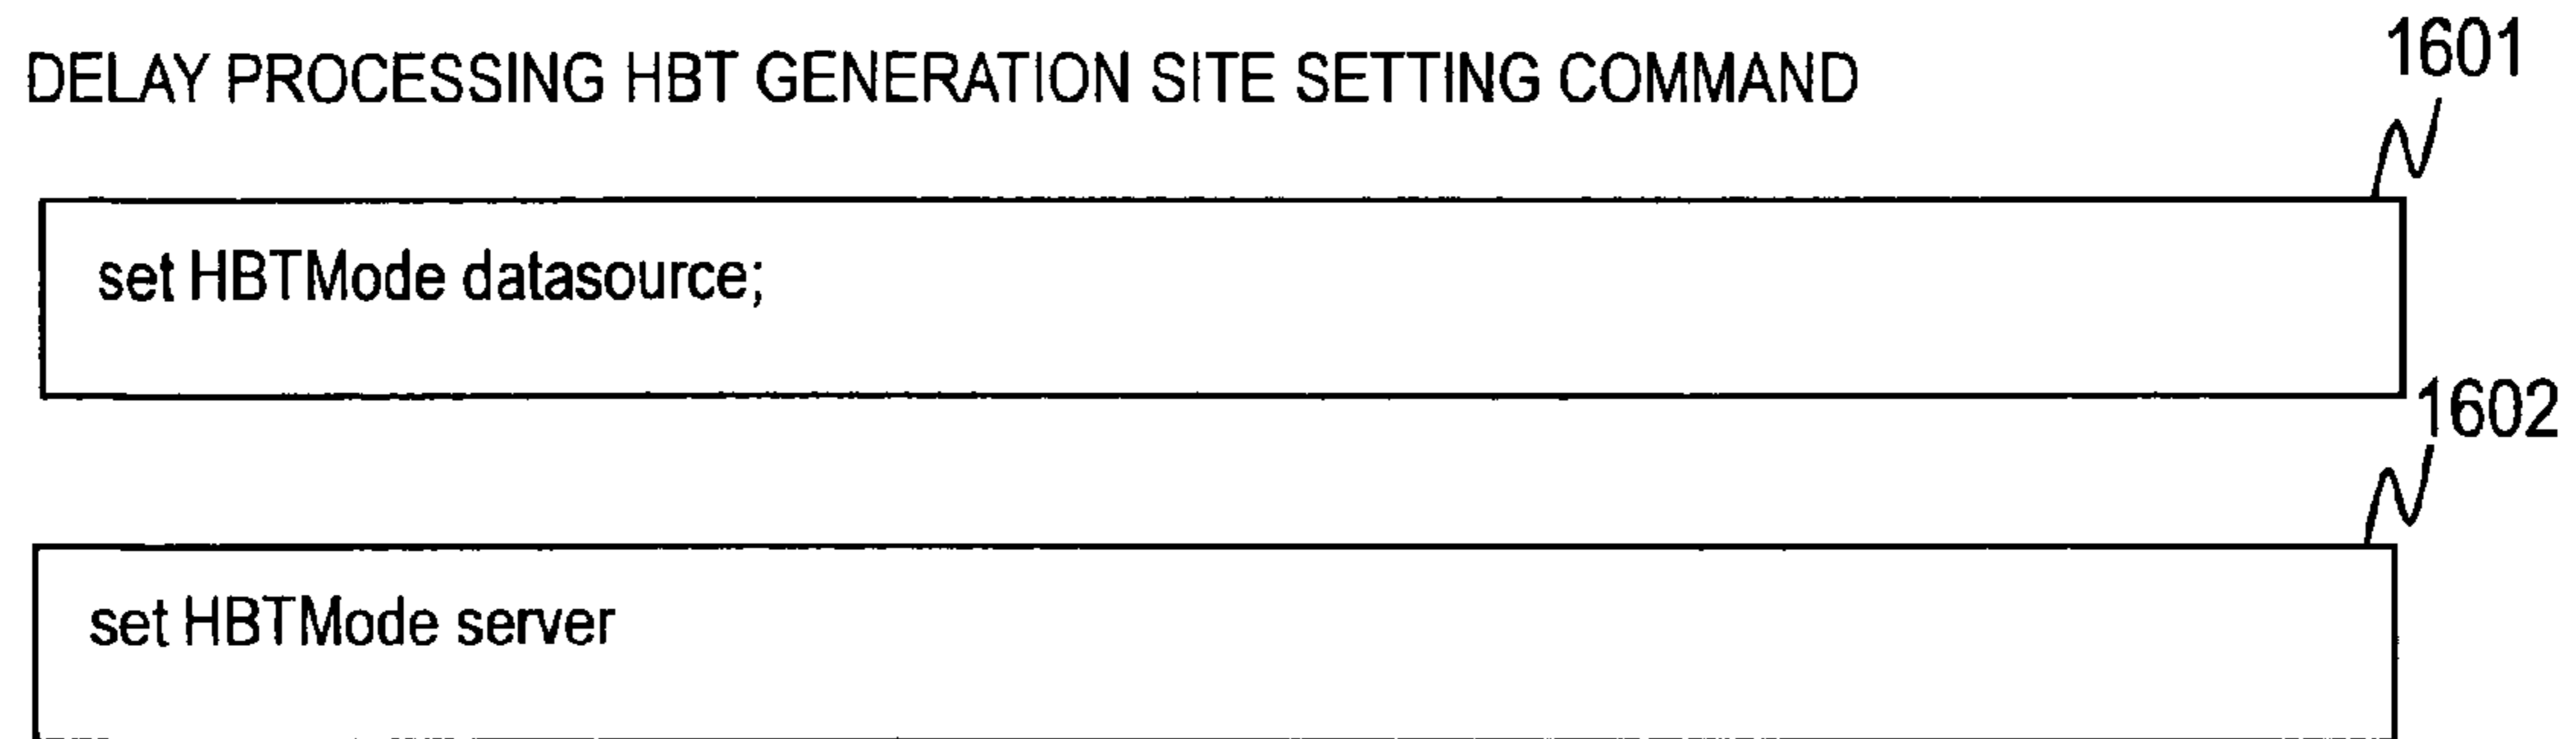 1601
DELAY PROCESSING HBT GENERATION SITE SETTING COMMAND
set HBTMode datasource;
1602
set HBTMode server